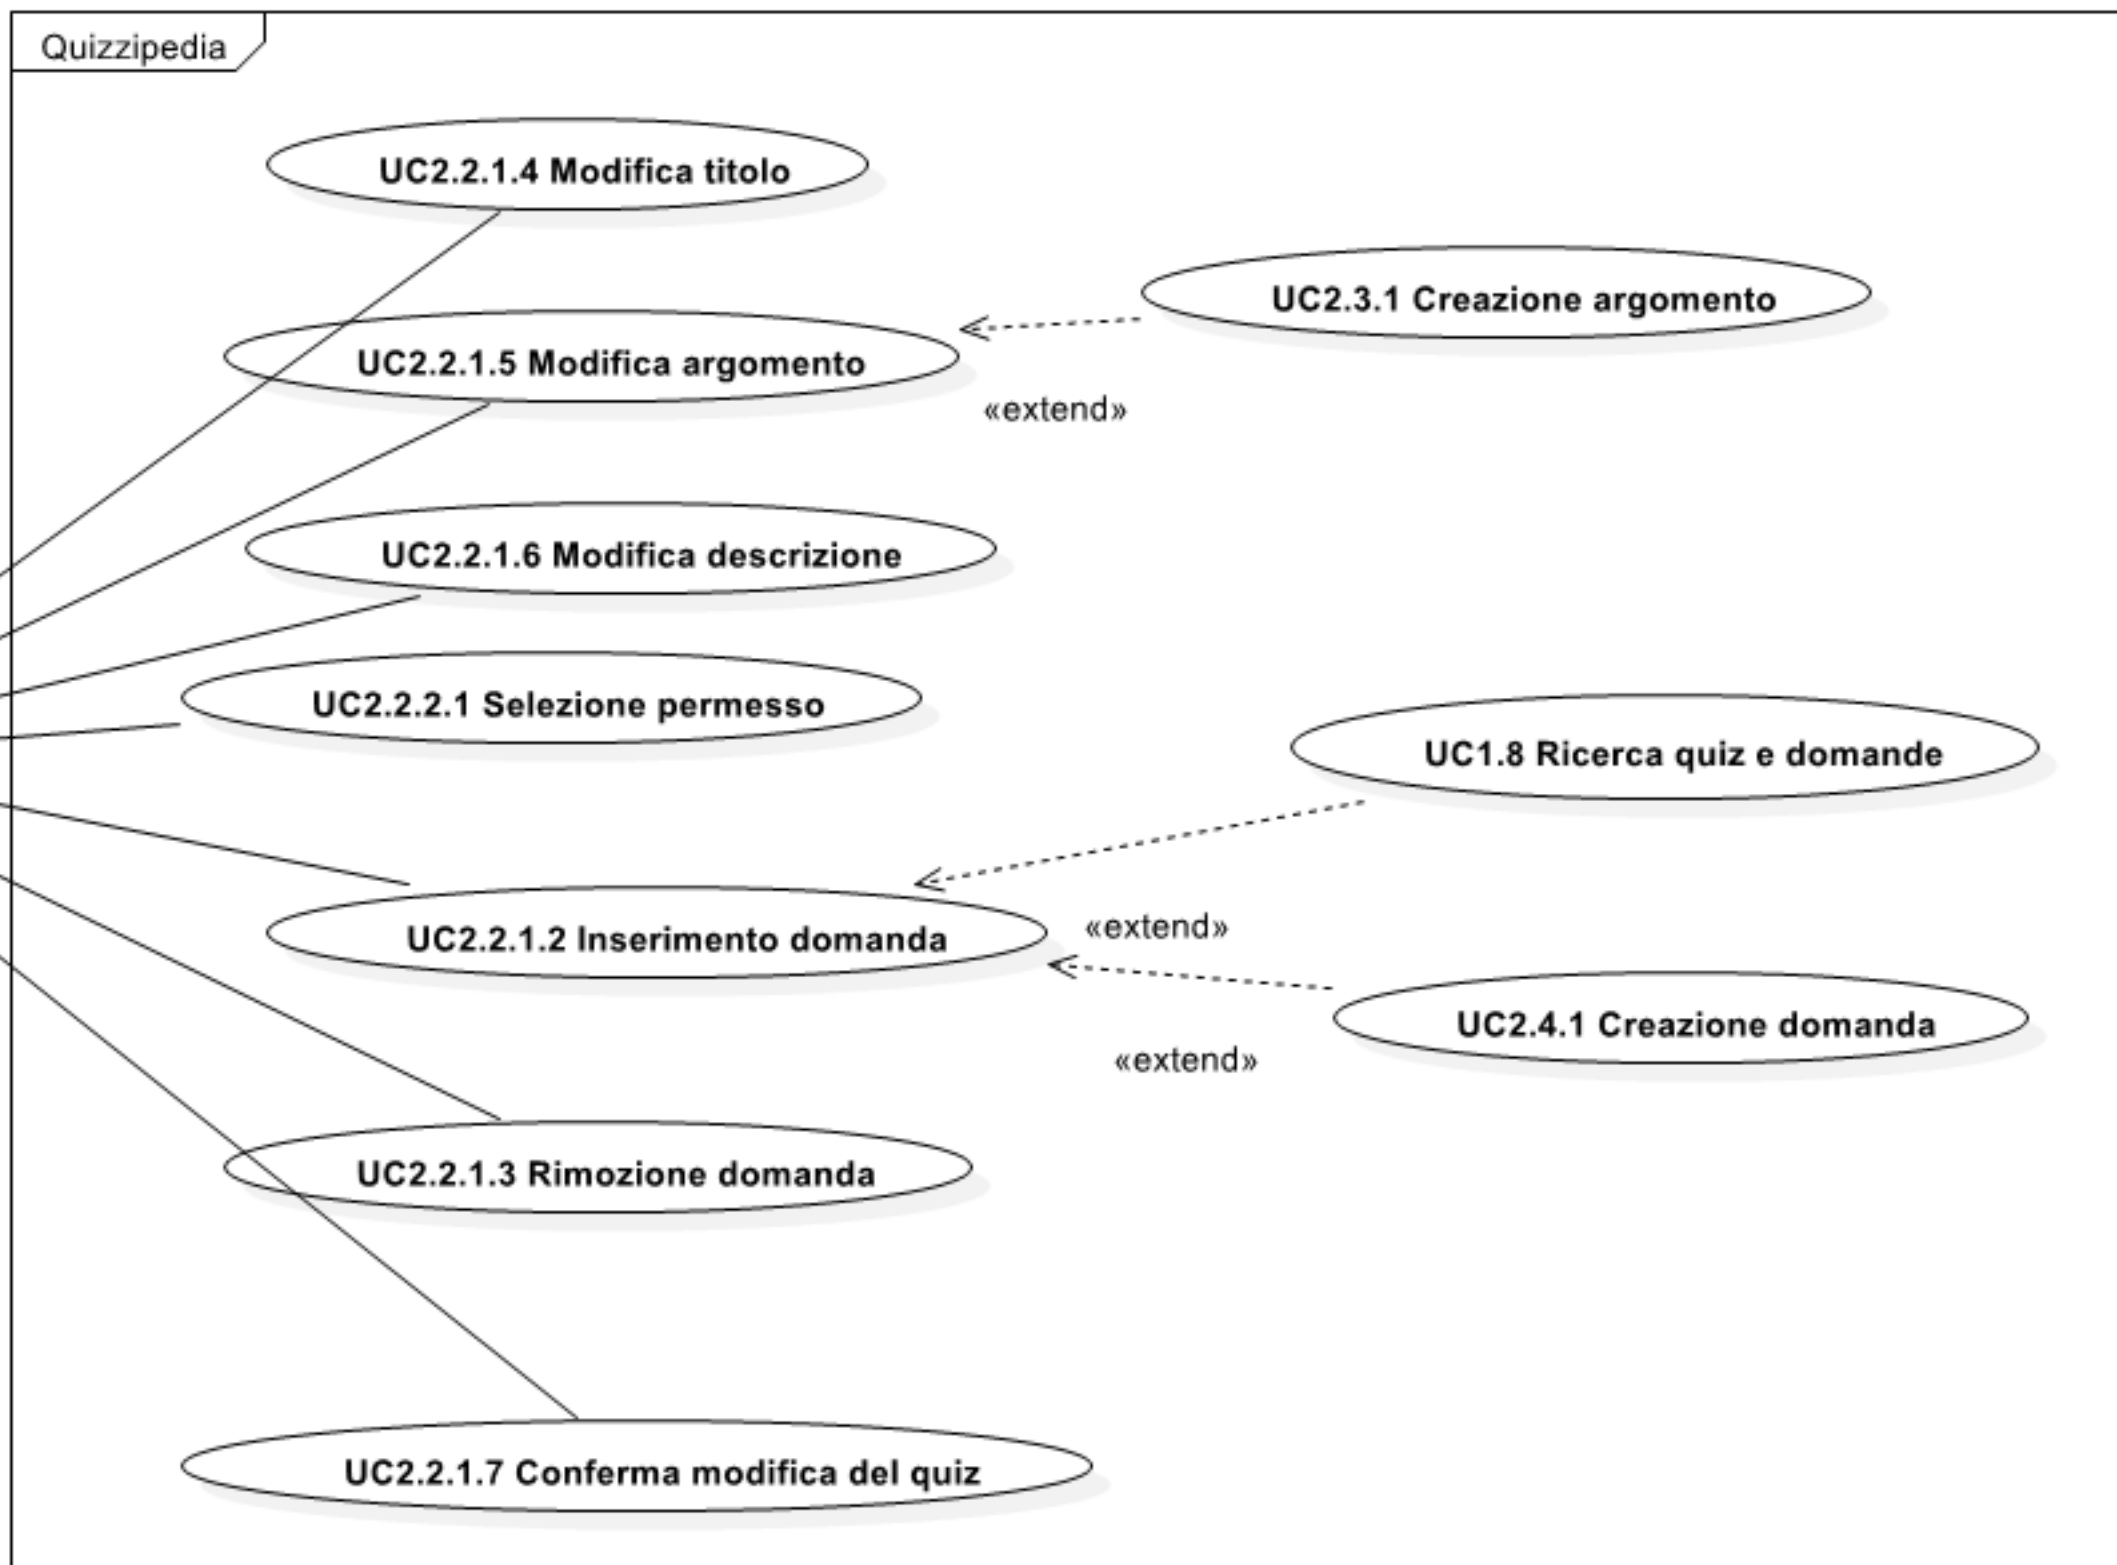 Quizzipedia
UC2.2.1.4 Modifica titolo
UC2.3.1 Creazione argomento
UC2.2.1.5 Modifica argomento
«extend»
UC2.2.1.6 Modifica descrizione
UC2.2.2.1 Selezione permesso
UC1.8 Ricerca quiz e domande
UC2.2.1.2 Inserimento domanda
«extend»
UC2.4.1 Creazione domanda
«extend»
UC2.2.1.3 Rimozione domanda
UC2.2.1.7 Conferma modifica del quiz